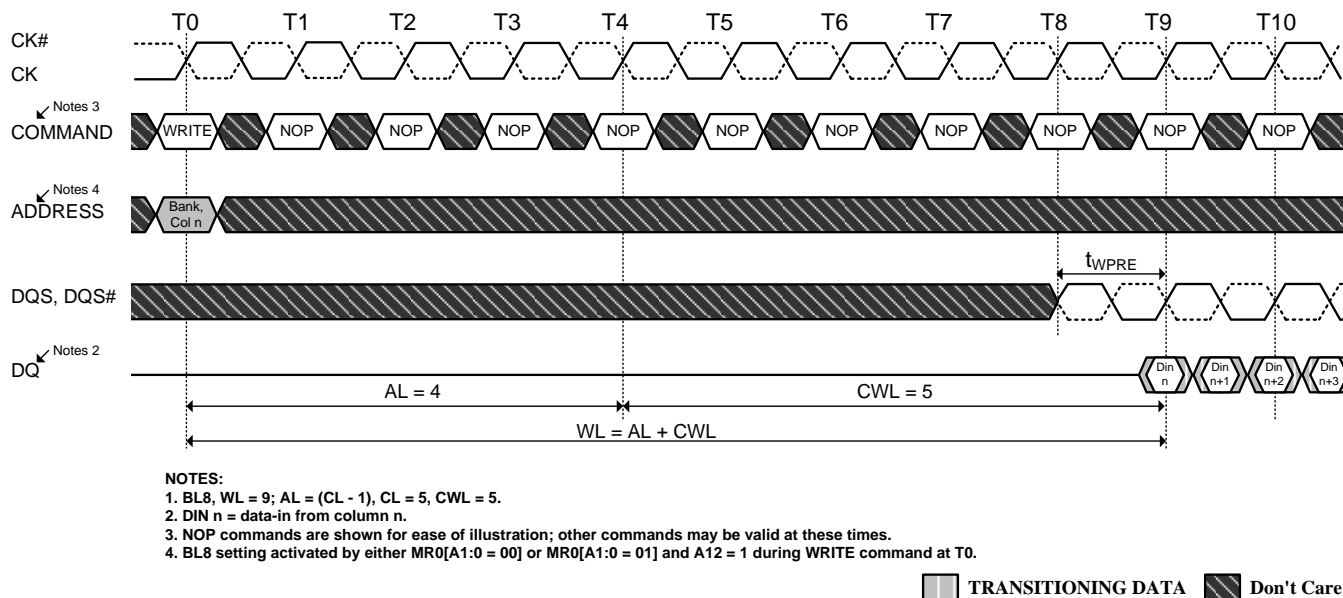 T0 T1 T2 T3 T4 T5 T6 T7 T8 T9 T10
CK#
CK
Notes 3
COMMAND WRITE NOP NOP NOP NOP NOP NOP NOP NOP NOP NOP
Notes 4
ADDRESS Bank,
Col n
tWPRE
DQS, DQS#
Notes 2
DQ Din
n Din
n+1 Din
n+2 Din
n+3
AL = 4 CWL = 5
WL = AL + CWL
NOTES:
1. BL8, WL = 9; AL = (CL - 1), CL = 5, CWL = 5.
2. DIN n = data-in from column n.
3. NOP commands are shown for ease of illustration; other commands may be valid at these times.
4. BL8 setting activated by either MR0[A1:0 = 00] or MR0[A1:0 = 01] and A12 = 1 during WRITE command at T0.
TRANSITIONING DATA Don't Care